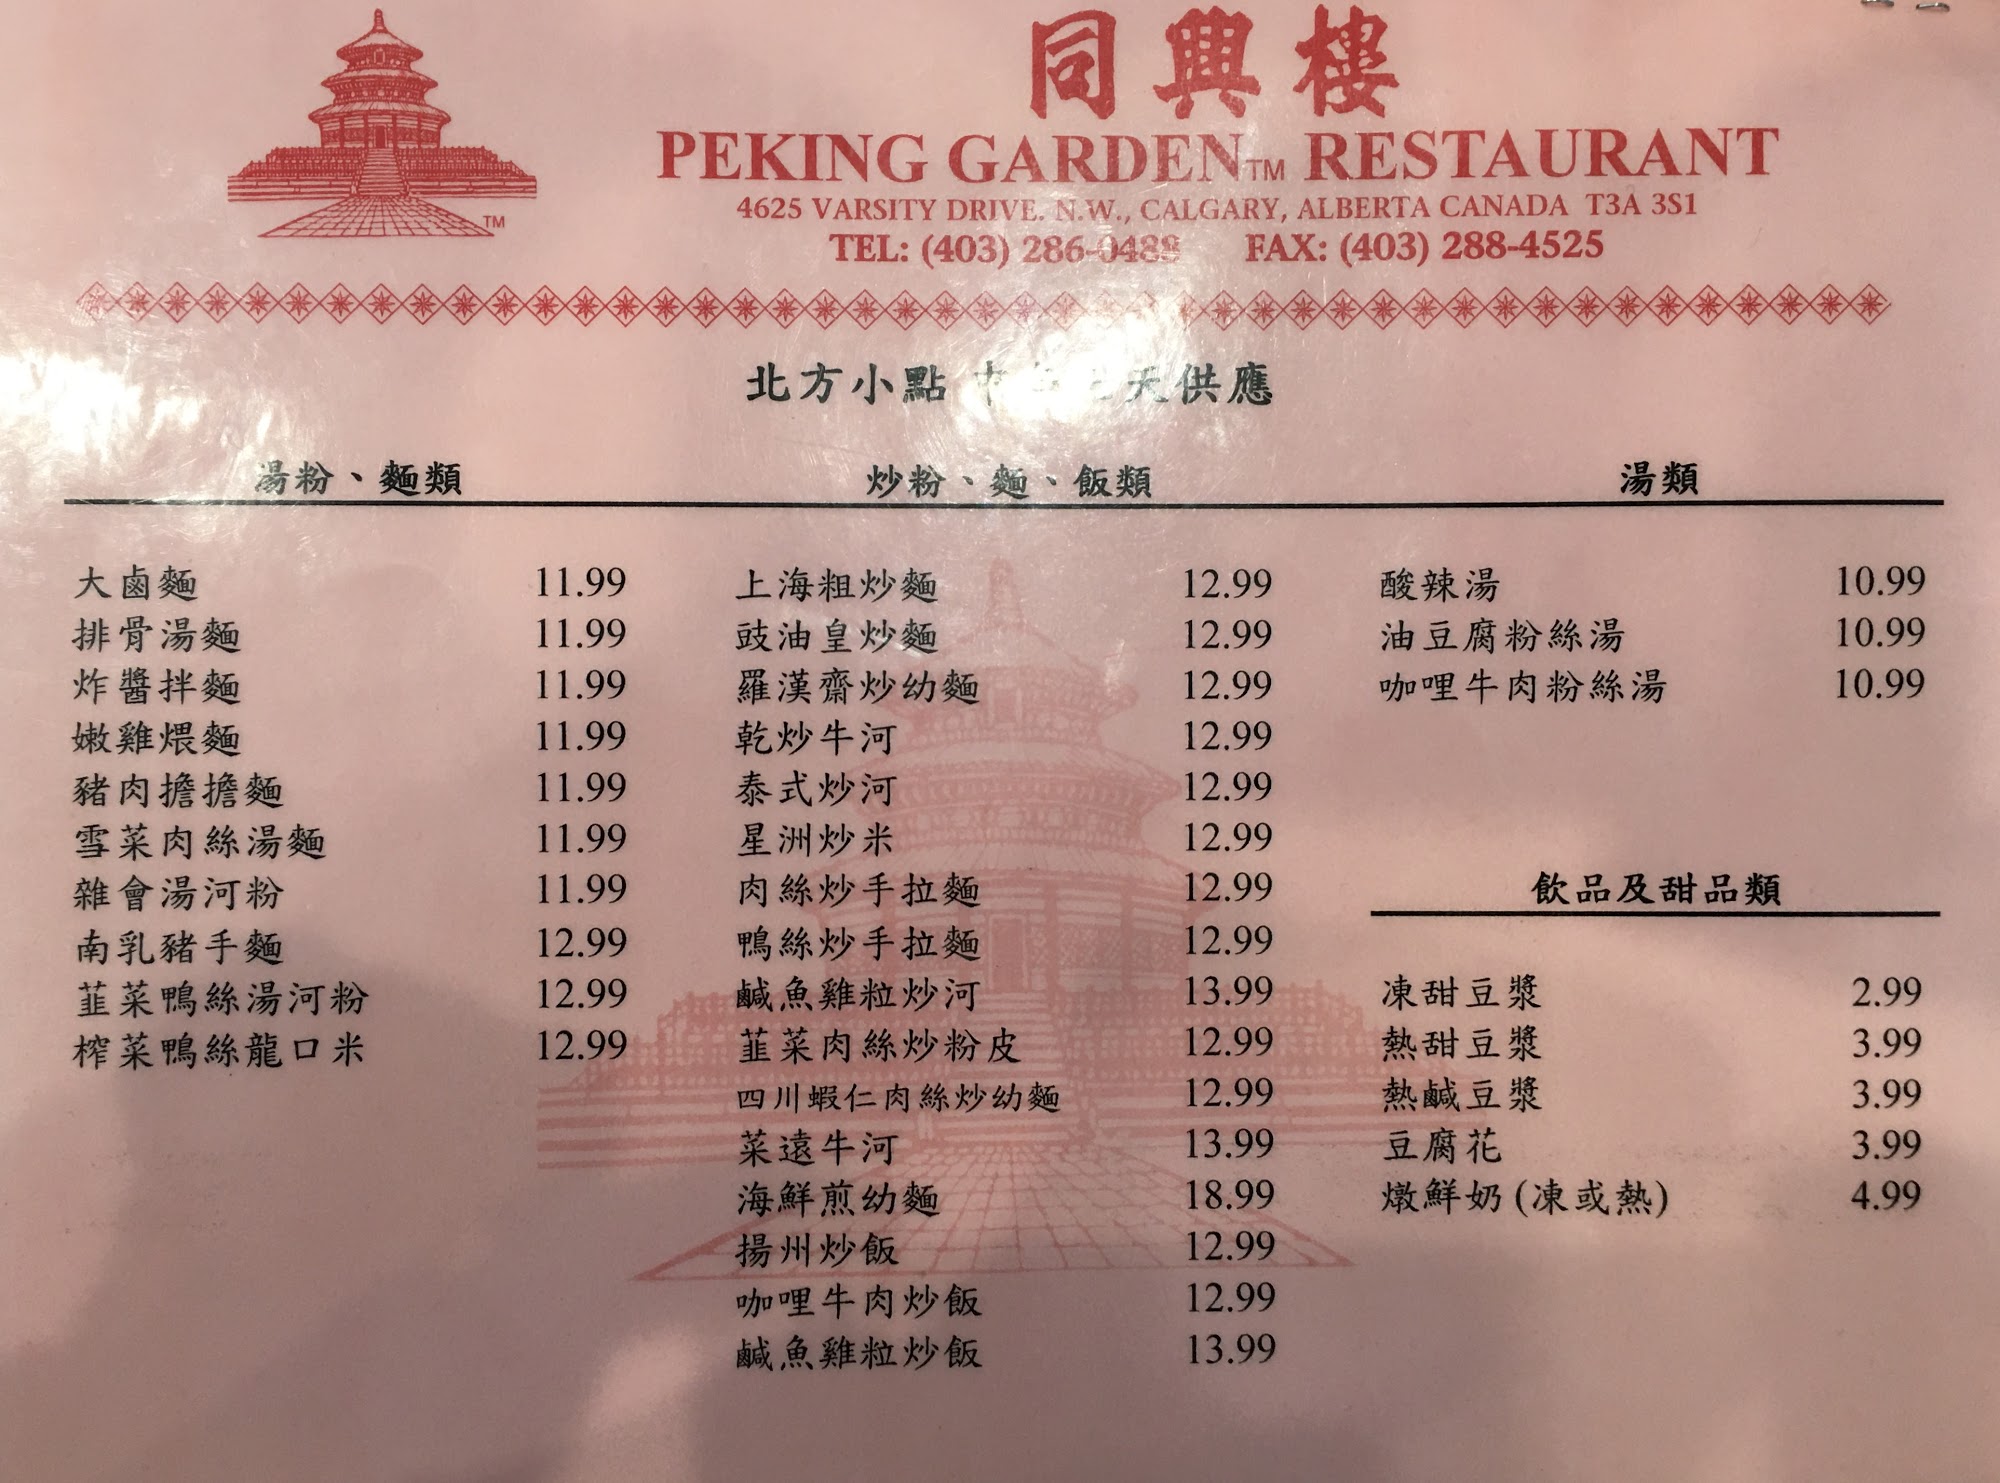 同興樓
PEKING GARDEN™ RESTAURANT
4625 VARSITY DRIVE. N.W., CALGARY, ALBERTA CANADA T3A 3S1
TEL: (403) 286-0488 FAX: (403) 288-4525
TM
北方小點 天供應
湯粉、麵類
大鹵麵 11.99
排骨湯麵 11.99
炸醬拌麵 11.99
嫩雞煨麵 11.99
豬肉擔擔麵 11.99
雪菜肉絲湯麵 11.99
雜會湯河粉 11.99
南乳豬手麵 12.99
韮菜鴨絲湯河粉 12.99
榨菜鴨絲龍口米 12.99
炒粉、麵、飯類
上海粗炒麵 12.99
豉油皇炒麵 12.99
羅漢齋炒幼麵 12.99
乾炒牛河 12.99
泰式炒河 12.99
星洲炒米 12.99
肉絲炒手拉麵 12.99
鴨絲炒手拉麵 12.99
鹹魚雞粒炒河 13.99
韮菜肉絲炒粉皮 12.99
四川蝦仁肉絲炒幼麵 12.99
菜遠牛河 13.99
海鮮煎幼麵 18.99
揚州炒飯 12.99
咖哩牛肉炒飯 12.99
鹹魚雞粒炒飯 13.99
湯類
酸辣湯 10.99
油豆腐粉絲湯 10.99
咖哩牛肉粉絲湯 10.99
飲品及甜品類
凍甜豆漿 2.99
熱甜豆漿 3.99
熱鹹豆漿 3.99
豆腐花 3.99
燉鮮奶(凍或熱) 4.99